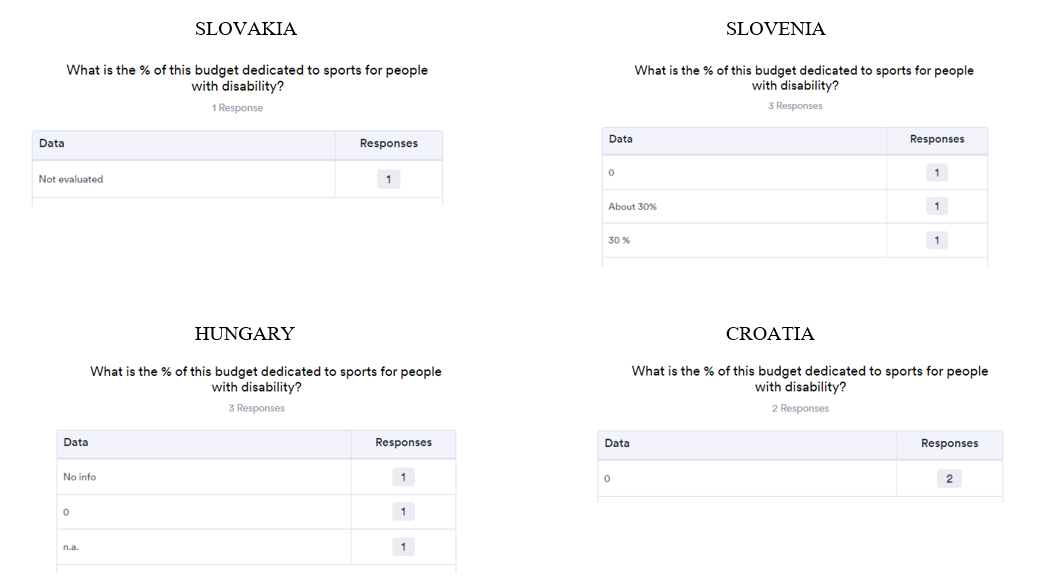 SLOVAKIA
What is the % of this budget dedicated to sports for people
with disability?
1 Response
Data Responses
Not evaluated 1
SLOVENIA
What is the % of this budget dedicated to sports for people
with disability?
3 Responses
Data Responses
0 1
About 30% 1
30 % 1
HUNGARY
What is the % of this budget dedicated to sports for people
with disability?
3 Responses
Data Responses
No info 1
0 1
n.a. 1
CROATIA
What is the % of this budget dedicated to sports for people
with disability?
2 Responses
Data Responses
0 2